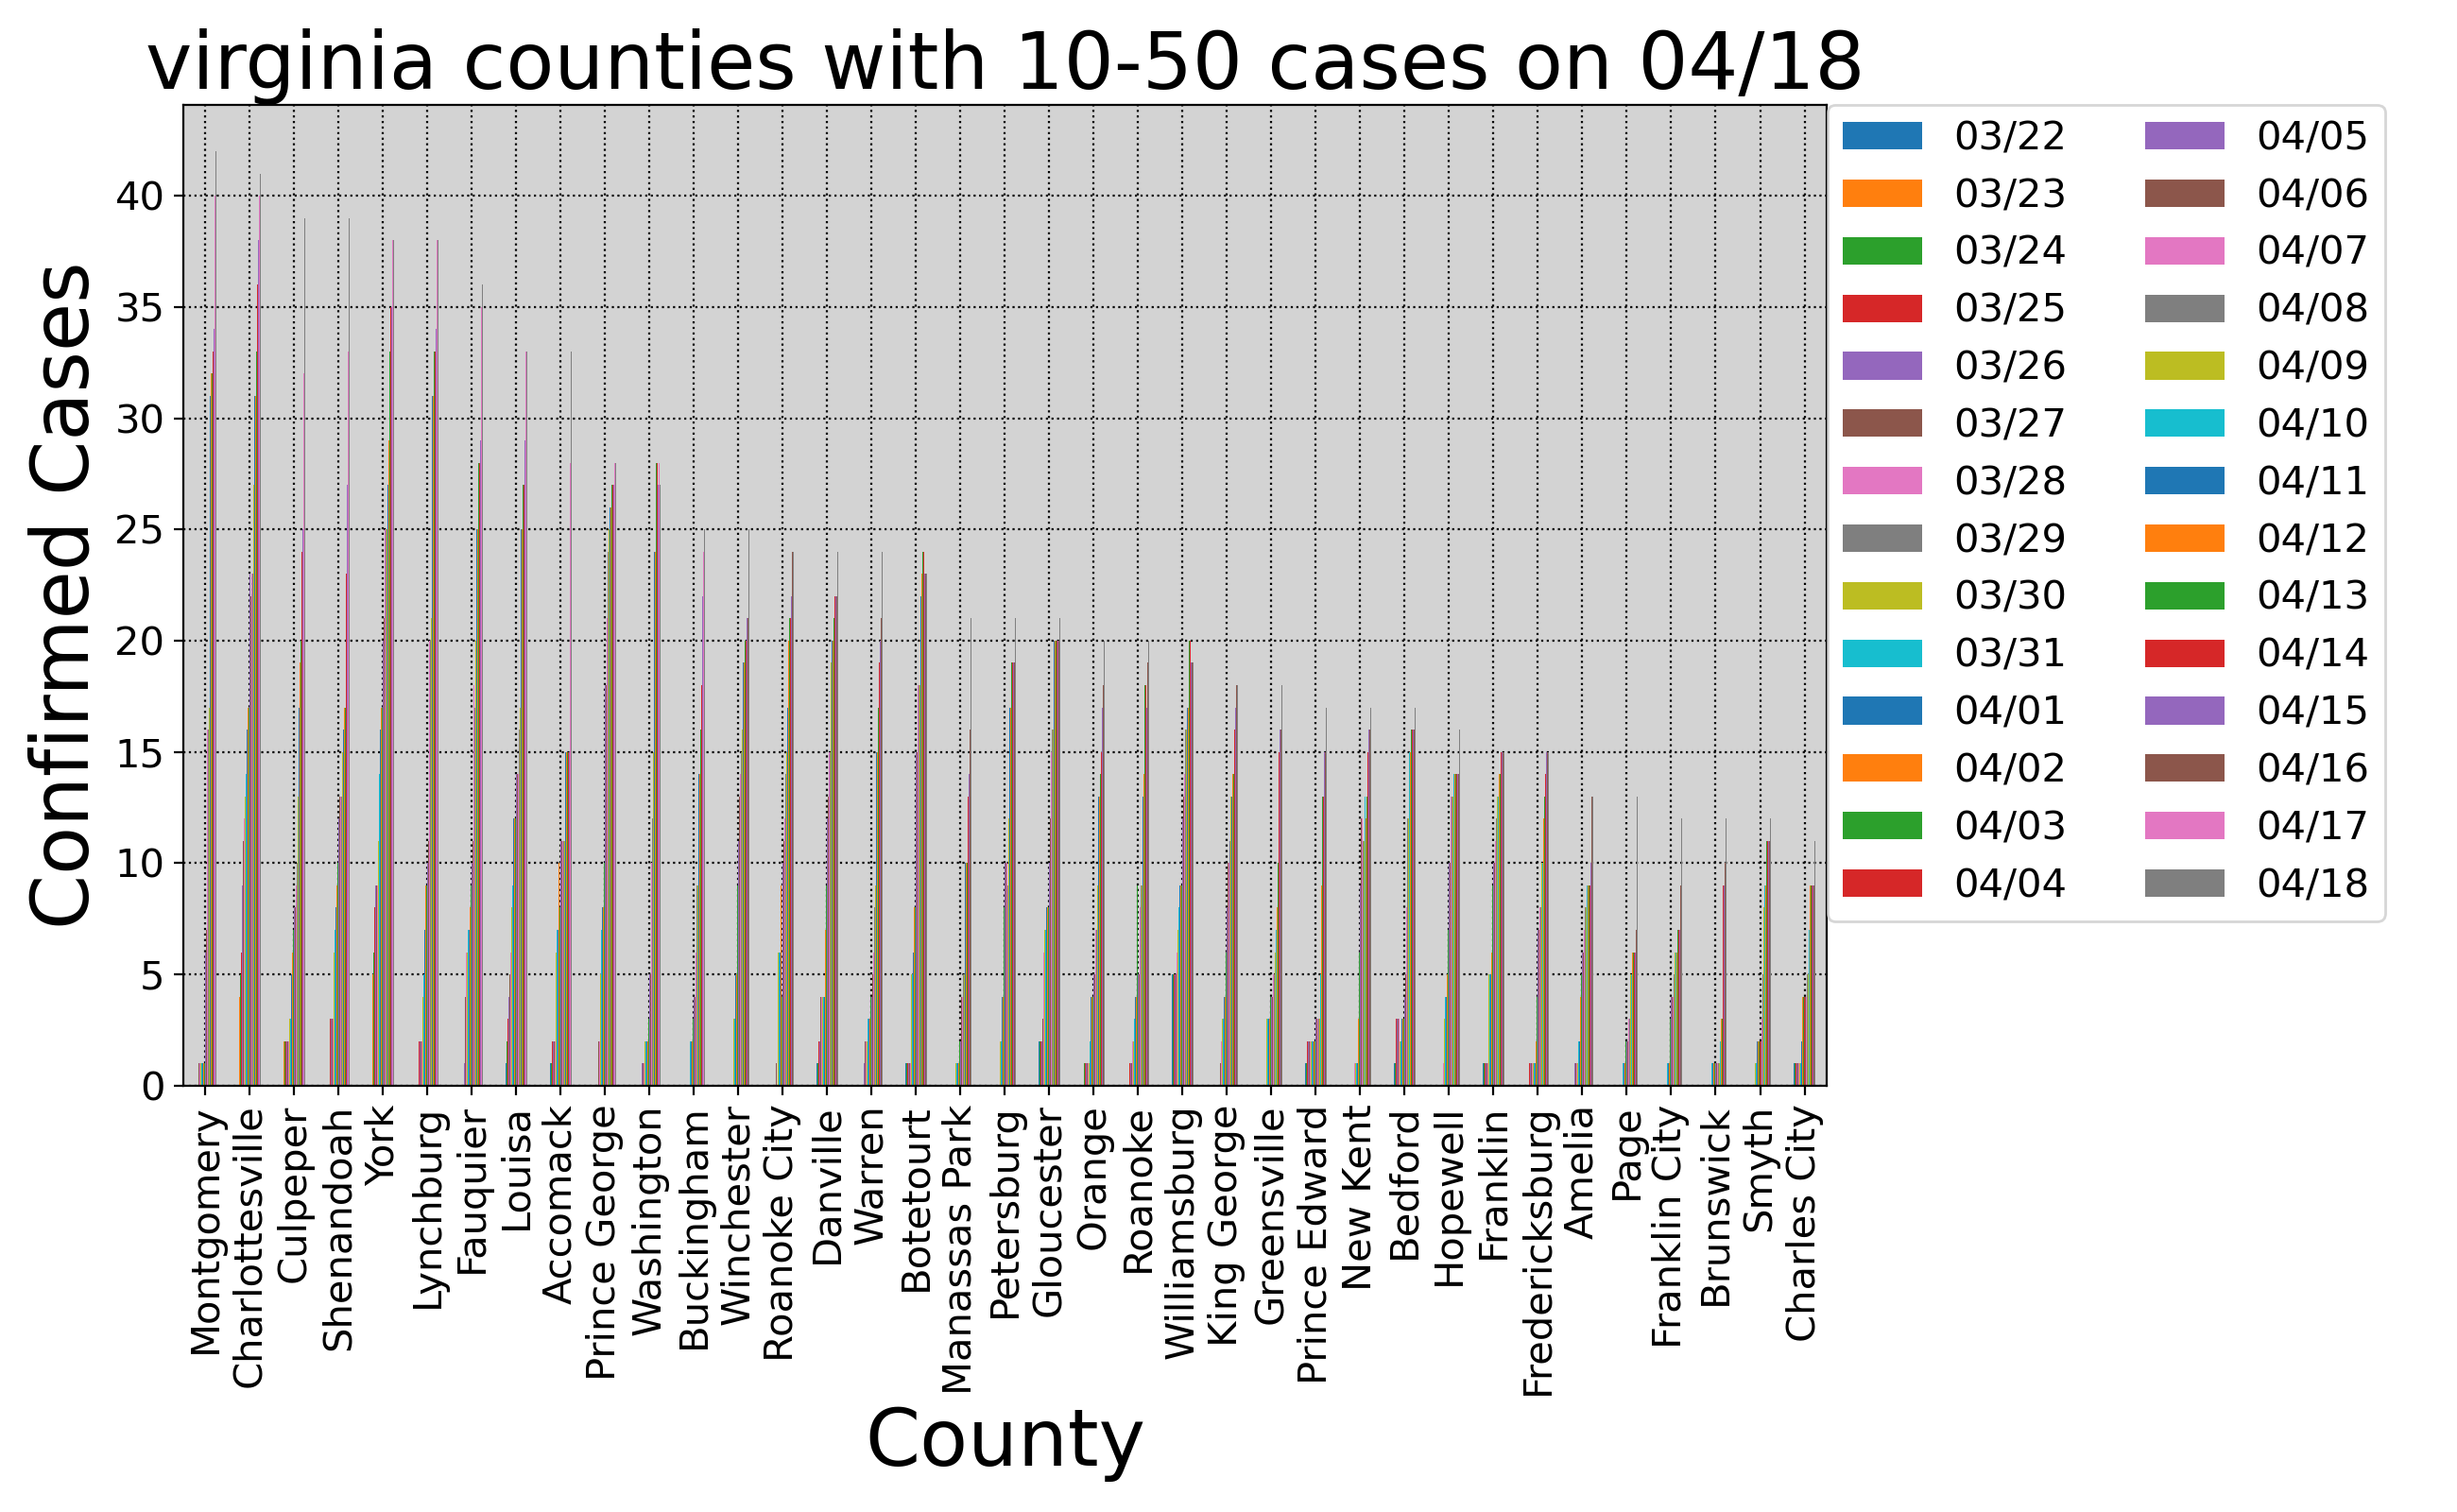 virginia counties with 10-50 cases on 04/18
Confirmed Cases
40
35
30
25
20
15
10
5
0
Montgomery
Charlottesville
Culpeper
Shenandoah
York
Lynchburg
Fauquier
Louisa
Accomack
Prince George
Washington
Buckingham
Winchester
Roanoke City
Danville
Warren
Botetourt
Manassas Park
Petersburg
Gloucester
Orange
Roanoke
Williamsburg
King George
Greensville
Prince Edward
New Kent
Bedford
Hopewell
Franklin
Fredericksburg
Amelia
Page
Franklin City
Brunswick
Smyth
Charles City
County
03/22
03/23
03/24
03/25
03/26
03/27
03/28
03/29
03/30
03/31
04/01
04/02
04/03
04/04
04/05
04/06
04/07
04/08
04/09
04/10
04/11
04/12
04/13
04/14
04/15
04/16
04/17
04/18